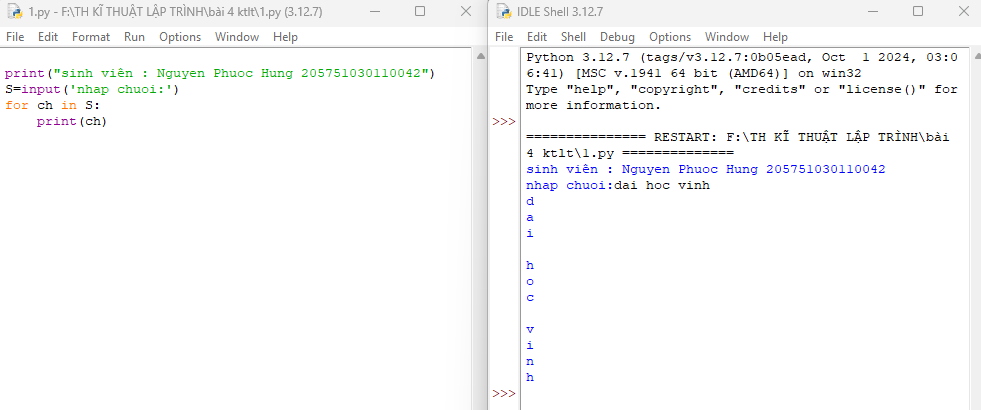 1.py - F:\TH KĨ THUẬT LẬP TRÌNH\bài 4 ktlt\1.py (3.12.7)
File Edit Format Run Options Window Help
print("sinh viên : Nguyen Phuoc Hung 205751030110042")
S=input('nhap chuoi:')
for ch in S:
    print(ch)
IDLE Shell 3.12.7
File Edit Shell Debug Options Window Help
Python 3.12.7 (tags/v3.12.7:0b05ead, Oct  1 2024, 03:0
6:41) [MSC v.1941 64 bit (AMD64)] on win32
Type "help", "copyright", "credits" or "license()" for
more information.
>>>
=============== RESTART: F:\TH KĨ THUẬT LẬP TRÌNH\bài
4 ktlt\1.py ==============
sinh viên : Nguyen Phuoc Hung 205751030110042
nhap chuoi:dai hoc vinh
d
a
i

h
o
c

v
i
n
h
>>>